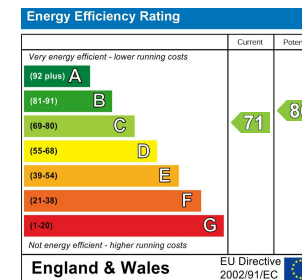 Energy Efficiency Rating
Current
Very energy efficient - lower running costs
(92 plus) A
(81-91) B
(69-80) C
71
(55-68) D
(39-54) E
(21-38) F
(1-20) G
Not energy efficient - higher running costs
England & Wales
EU Directive
2002/91/EC